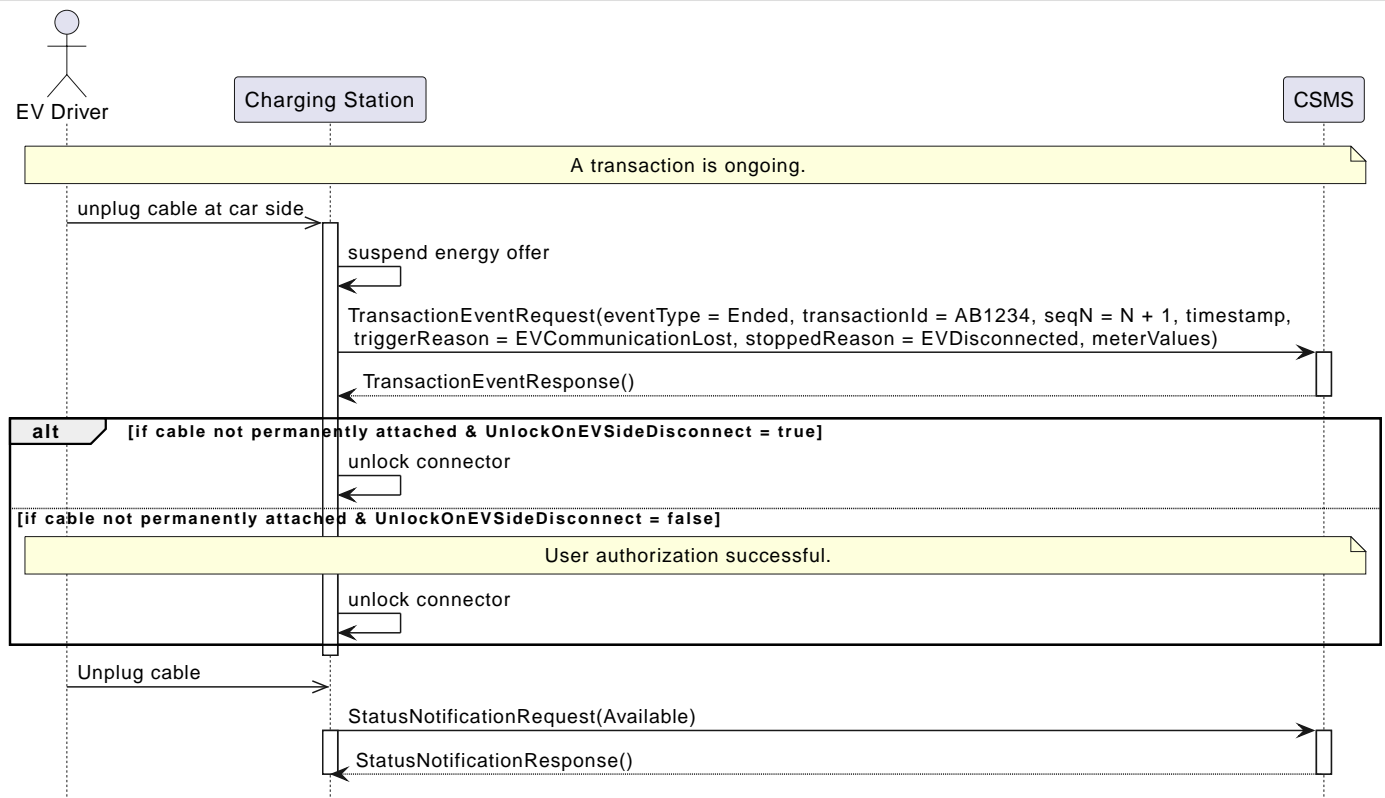 EV Driver
Charging Station
CSMS
A transaction is ongoing.
unplug cable at car side
suspend energy offer
TransactionEventRequest(eventType = Ended, transactionId = AB1234, seqN = N + 1, timestamp,
triggerReason = EVCommunicationLost, stoppedReason = EVDisconnected, meterValues)
TransactionEventResponse()
alt [if cable not permanently attached & UnlockOnEVSideDisconnect = true]
unlock connector
[if cable not permanently attached & UnlockOnEVSideDisconnect = false]
User authorization successful.
unlock connector
Unplug cable
StatusNotificationRequest(Available)
StatusNotificationResponse()